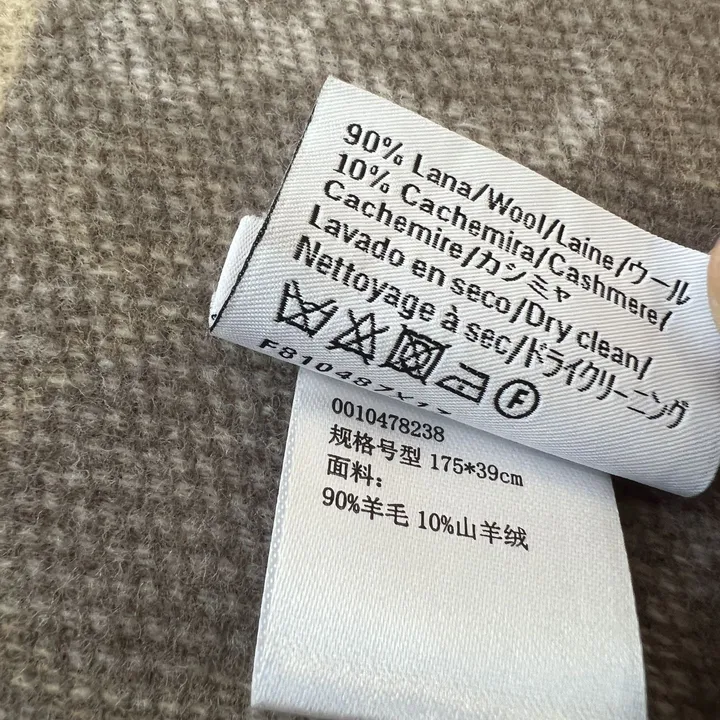 90% Lana/Wool/Laine/ウール
10% Cachemira/Cashmere/
Cachemire/カシミヤ
Lavado en seco/Dry clean/
Nettoyage à sec/ドライクリーニング
F
0010478238
规格号型 175*39cm
面料：
90%羊毛 10%山羊绒